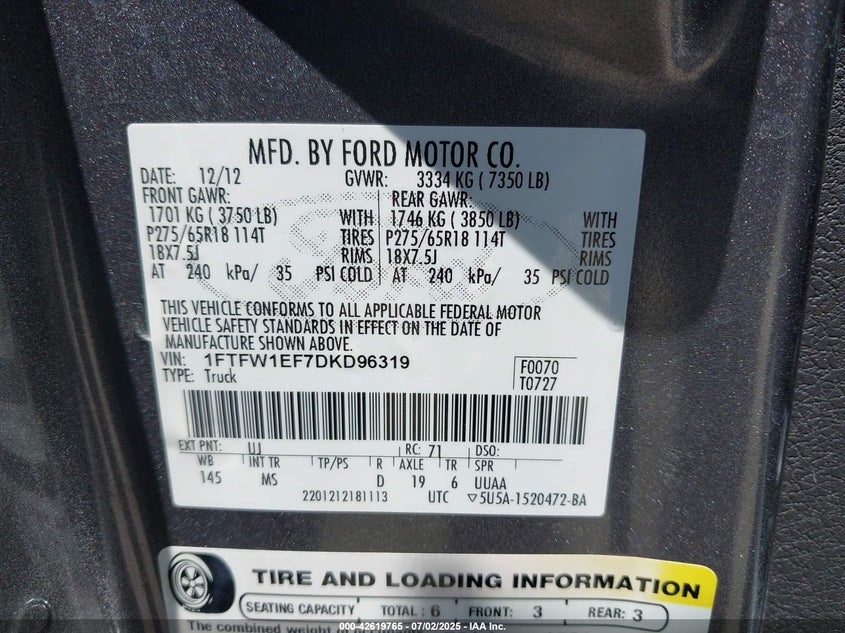 MFD. BY FORD MOTOR CO.
DATE: 12/12 GVWR: 3334 KG ( 7350 LB)
FRONT GAWR: REAR GAWR:
1701 KG ( 3750 LB) WITH 1746 KG ( 3850 LB) WITH
P275/65R18 114T TIRES P275/65R18 114T TIRES
18X7.5J RIMS 18X7.5J RIMS
AT 240 kPa/ 35 PSI COLD AT 240 kPa/ 35 PSI COLD
THIS VEHICLE CONFORMS TO ALL APPLICABLE FEDERAL MOTOR
VEHICLE SAFETY STANDARDS IN EFFECT ON THE DATE OF
MANUFACTURE SHOWN ABOVE.
VIN: 1FTFW1EF7DKD96319 F0070
TYPE: Truck T0727
EXT PNT: UJ RC: 71 DSO:
WB INT TR TP/PS R AXLE TR SPR
145 MS D 19 6 UUAA
2201212181113 UTC ▽5U5A-1520472-BA
TIRE AND LOADING INFORMATION
SEATING CAPACITY TOTAL : 6 FRONT: 3 REAR: 3
The combined weight of
000-42619765 - 07/02/2025 - IAA Inc.